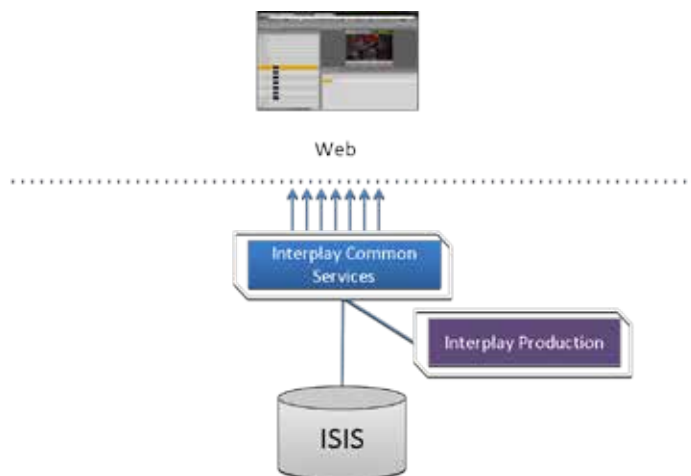 Web
Interplay Common
Services
Interplay Production
ISIS